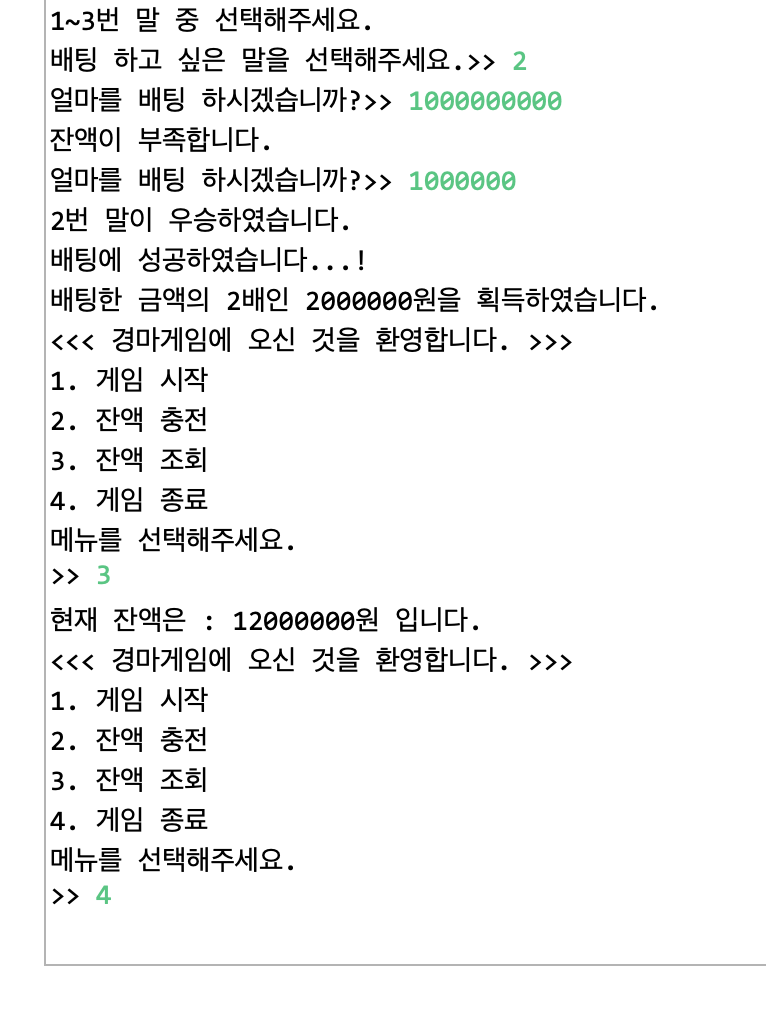 1~3번 말 중 선택해주세요.
배팅 하고 싶은 말을 선택해주세요.>> 2
얼마를 배팅 하시겠습니까?>> 1000000000
잔액이 부족합니다.
얼마를 배팅 하시겠습니까?>> 1000000
2번 말이 우승하였습니다.
배팅에 성공하였습니다...!
배팅한 금액의 2배인 2000000원을 획득하였습니다.
<<< 경마게임에 오신 것을 환영합니다. >>>
1. 게임 시작
2. 잔액 충전
3. 잔액 조회
4. 게임 종료
메뉴를 선택해주세요.
>> 3
현재 잔액은 : 12000000원 입니다.
<<< 경마게임에 오신 것을 환영합니다. >>>
1. 게임 시작
2. 잔액 충전
3. 잔액 조회
4. 게임 종료
메뉴를 선택해주세요.
>> 4